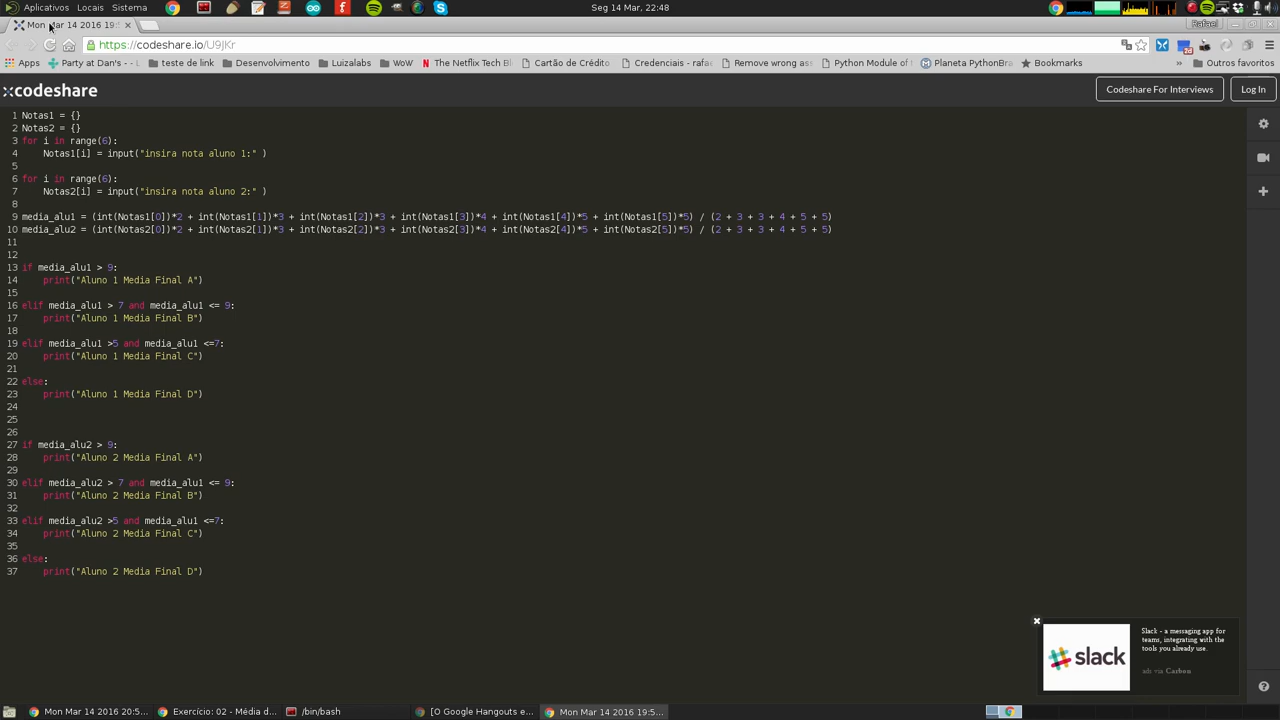 Aplicativos Locais Sistema Seg 14 Mar, 22:48
Mon Mar 14 2016 19:5 Rafael
https://codeshare.io/U9JKr
Apps Party at Dan's - - L teste de link Desenvolvimento Luizalabs WoW The Netflix Tech Bl Cartão de Crédito Credenciais - rafae Remove wrong ass Python Module of t Planeta PythonBra Bookmarks » Outros favoritos
codeshare Codeshare For Interviews Log In
1 Notas1 = {}
2 Notas2 = {}
3 for i in range(6):
4 Notas1[i] = input("insira nota aluno 1:" )
5
6 for i in range(6):
7 Notas2[i] = input("insira nota aluno 2:" )
8
9 media_alu1 = (int(Notas1[0])*2 + int(Notas1[1])*3 + int(Notas1[2])*3 + int(Notas1[3])*4 + int(Notas1[4])*5 + int(Notas1[5])*5) / (2 + 3 + 3 + 4 + 5 + 5)
10 media_alu2 = (int(Notas2[0])*2 + int(Notas2[1])*3 + int(Notas2[2])*3 + int(Notas2[3])*4 + int(Notas2[4])*5 + int(Notas2[5])*5) / (2 + 3 + 3 + 4 + 5 + 5)
11
12
13 if media_alu1 > 9:
14 print("Aluno 1 Media Final A")
15
16 elif media_alu1 > 7 and media_alu1 <= 9:
17 print("Aluno 1 Media Final B")
18
19 elif media_alu1 >5 and media_alu1 <=7:
20 print("Aluno 1 Media Final C")
21
22 else:
23 print("Aluno 1 Media Final D")
24
25
26
27 if media_alu2 > 9:
28 print("Aluno 2 Media Final A")
29
30 elif media_alu2 > 7 and media_alu1 <= 9:
31 print("Aluno 2 Media Final B")
32
33 elif media_alu2 >5 and media_alu1 <=7:
34 print("Aluno 2 Media Final C")
35
36 else:
37 print("Aluno 2 Media Final D")
slack
Slack - a messaging app for
teams, integrating with the
tools you already use.
ads via Carbon
Mon Mar 14 2016 20:5... Exercício: 02 - Média d... /bin/bash [O Google Hangouts e... Mon Mar 14 2016 19:5...